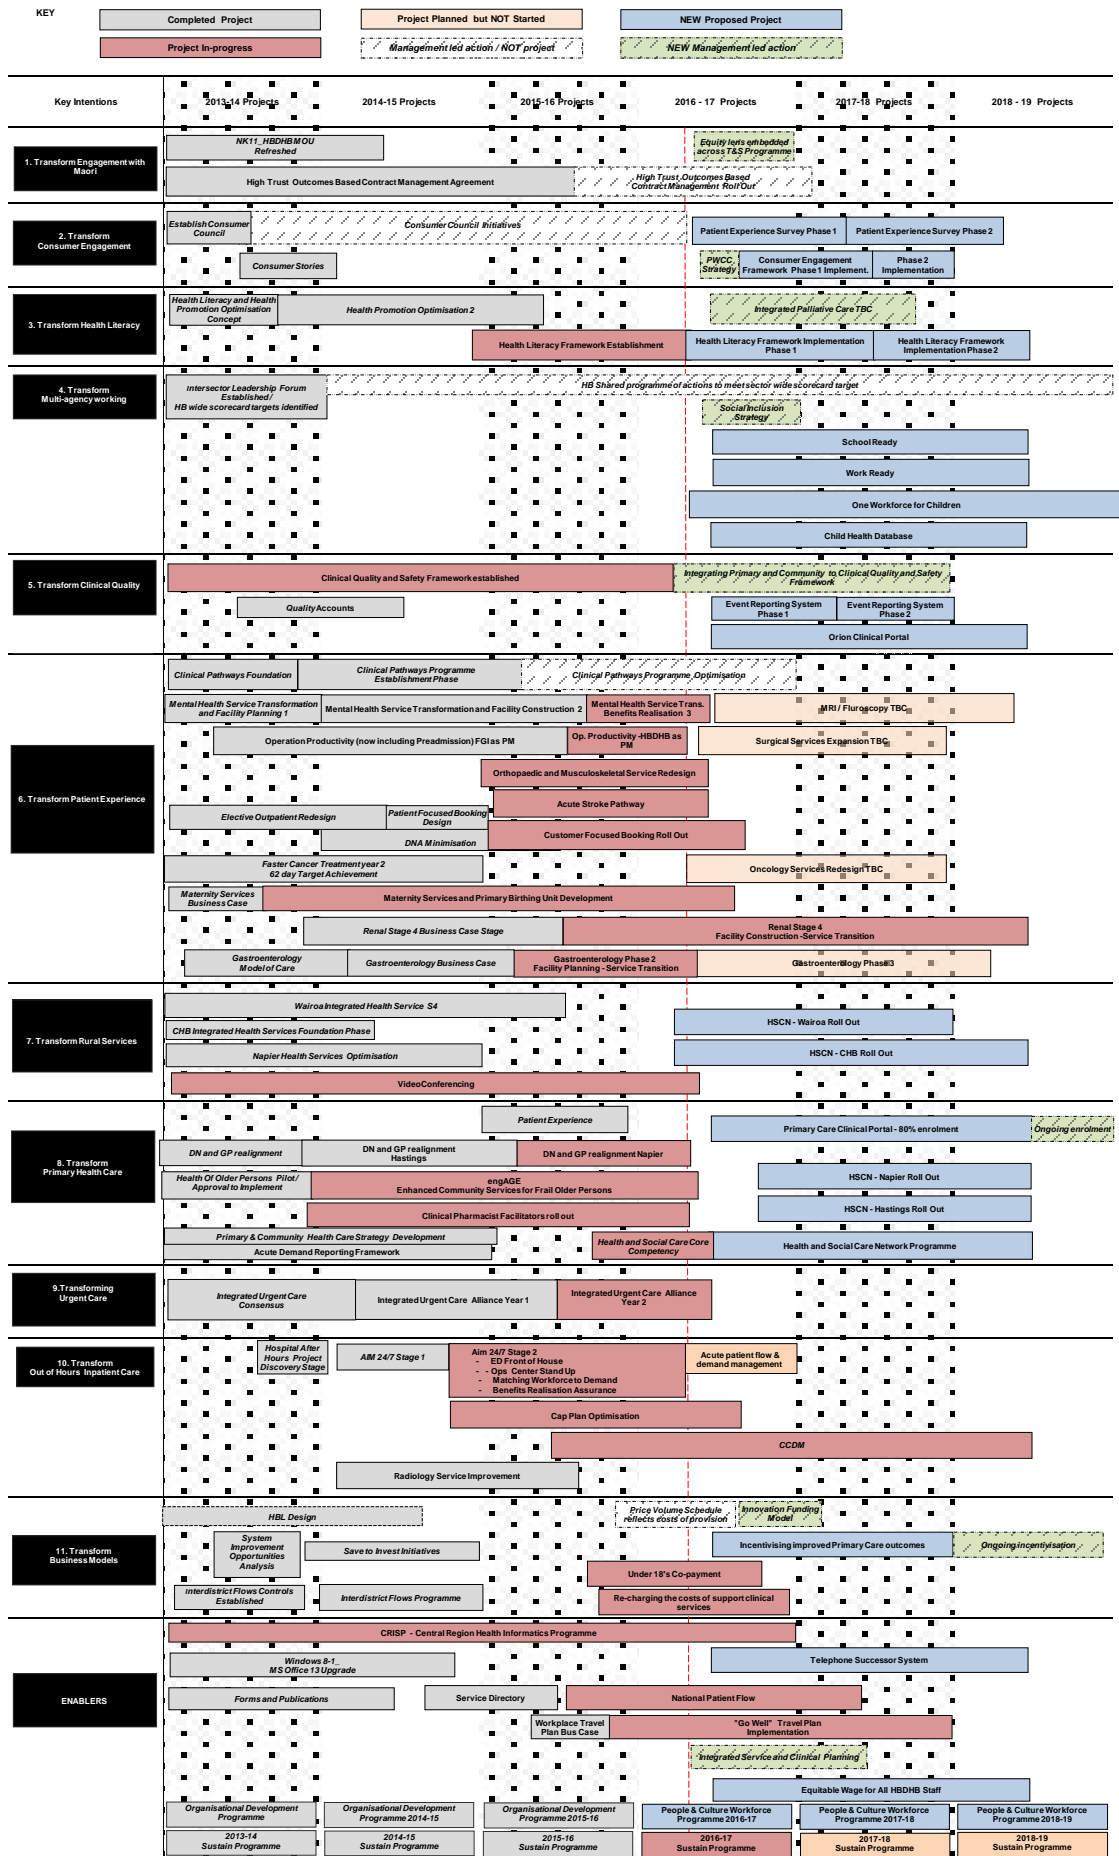 KEY
Completed Project
Project Planned but NOT Started
NEW Proposed Project
Project In-progress
Management led action / NOT project
NEW Management led action
Key Intentions
2013-14 Projects
2014-15 Projects
2015-16 Projects
2016 - 17 Projects
2017-18 Projects
2018 - 19 Projects
1. Transform Engagement with
Maori
NK11_HBDHB MOU
Refreshed
Equity lens embedded
across T&S Programme
High Trust Outcomes Based Contract Management Agreement
High Trust Outcomes Based
Contract Management Roll Out
2. Transform
Consumer Engagement
Establish Consumer
Council
Consumer Council Initiatives
Patient Experience Survey Phase 1
Patient Experience Survey Phase 2
Consumer Stories
PWCC
Strategy
Consumer Engagement
Framework Phase 1 Implement.
Phase 2
Implementation
3. Transform Health Literacy
Health Literacy and Health
Promotion Optimisation
Concept
Health Promotion Optimisation 2
Integrated Palliative Care TBC
Health Literacy Framework Establishment
Health Literacy Framework Implementation
Phase 1
Health Literacy Framework
Implementation Phase 2
4. Transform
Multi-agency working
Intersector Leadership Forum
Established /
HB wide scorecard targets identified
HB Shared programme of actions to meet sector wide scorecard target
Social Inclusion
Strategy
School Ready
Work Ready
One Workforce for Children
Child Health Database
5. Transform Clinical Quality
Clinical Quality and Safety Framework established
Integrating Primary and Community to Clinical Quality and Safety
Framework
Quality Accounts
Event Reporting System
Phase 1
Event Reporting System
Phase 2
Orion Clinical Portal
6. Transform Patient Experience
Clinical Pathways Foundation
Clinical Pathways Programme
Establishment Phase
Clinical Pathways Programme Optimisation
Mental Health Service Transformation
and Facility Planning 1
Mental Health Service Transformation and Facility Construction 2
Mental Health Service Trans.
Benefits Realisation 3
MRI / Fluroscopy TBC
Operation Productivity (now including Preadmission) FGI as PM
Op. Productivity -HBDHB as
PM
Surgical Services Expansion TBC
Orthopaedic and Musculoskeletal Service Redesign
Acute Stroke Pathway
Elective Outpatient Redesign
Patient Focused Booking
Design
Customer Focused Booking Roll Out
DNA Minimisation
Faster Cancer Treatment year 2
62 day Target Achievement
Oncology Services Redesign TBC
Maternity Services
Business Case
Maternity Services and Primary Birthing Unit Development
Renal Stage 4 Business Case Stage
Renal Stage 4
Facility Construction -Service Transition
Gastroenterology
Model of Care
Gastroenterology Business Case
Gastroenterology Phase 2
Facility Planning - Service Transition
Gastroenterology Phase 3
7. Transform Rural Services
Wairoa Integrated Health Service S4
HSCN - Wairoa Roll Out
CHB Integrated Health Services Foundation Phase
Napier Health Services Optimisation
HSCN - CHB Roll Out
VideoConferencing
8. Transform
Primary Health Care
Patient Experience
Primary Care Clinical Portal - 80% enrolment
Ongoing enrolment
DN and GP realignment
DN and GP realignment
Hastings
DN and GP realignment Napier
Health Of Older Persons Pilot /
Approval to Implement
engAGE
Enhanced Community Services for Frail Older Persons
HSCN - Napier Roll Out
Clinical Pharmacist Facilitators roll out
HSCN - Hastings Roll Out
Primary & Community Health Care Strategy Development
Acute Demand Reporting Framework
Health and Social Care Core
Competency
Health and Social Care Network Programme
9.Transforming
Urgent Care
Integrated Urgent Care
Consensus
Integrated Urgent Care Alliance Year 1
Integrated Urgent Care Alliance
Year 2
10. Transform
Out of Hours Inpatient Care
Hospital After
Hours Project
Discovery Stage
AIM 24/7 Stage 1
Aim 24/7 Stage 2
- ED Front of House
- - Ops Center Stand Up
- Matching Workforce to Demand
- Benefits Realisation Assurance
Acute patient flow &
demand management
Cap Plan Optimisation
CCDM
Radiology Service Improvement
11. Transform
Business Models
HBL Design
Price Volume Schedule
reflects costs of provision
Innovation Funding
Model
System
Improvement
Opportunities
Analysis
Save to Invest Initiatives
Incentivising improved Primary Care outcomes
Ongoing incentivisation
Under 18's Co-payment
Interdistrict Flows Controls
Established
Interdistrict Flows Programme
Re-charging the costs of support clinical
services
ENABLERS
CRISP - Central Region Health Informatics Programme
Windows 8-1_
MS Office 13 Upgrade
Telephone Successor System
Forms and Publications
Service Directory
National Patient Flow
Workplace Travel
Plan Bus Case
"Go Well" Travel Plan
Implementation
Integrated Service and Clinical Planning
Equitable Wage for All HBDHB Staff
Organisational Development
Programme
Organisational Development
Programme 2014-15
Organisational Development
Programme 2015-16
People & Culture Workforce
Programme 2016-17
People & Culture Workforce
Programme 2017-18
People & Culture Workforce
Programme 2018-19
2013-14
Sustain Programme
2014-15
Sustain Programme
2015-16
Sustain Programme
2016-17
Sustain Programme
2017-18
Sustain Programme
2018-19
Sustain Programme